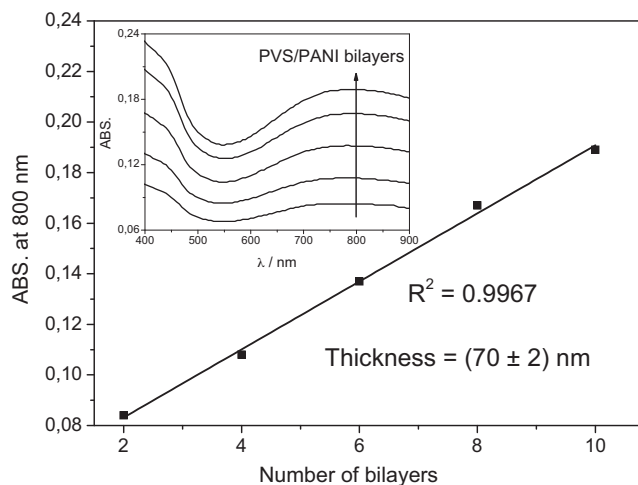 0,24
0,22
0,20
0,18
0,16
0,14
0,12
0,10
0,08
ABS. at 800 nm
2
4
6
8
10
Number of bilayers
0,24
0,18
0,12
0,06
ABS.
400 500 600 700 800 900
λ / nm
PVS/PANI bilayers
R² = 0.9967
Thickness = (70 ± 2) nm